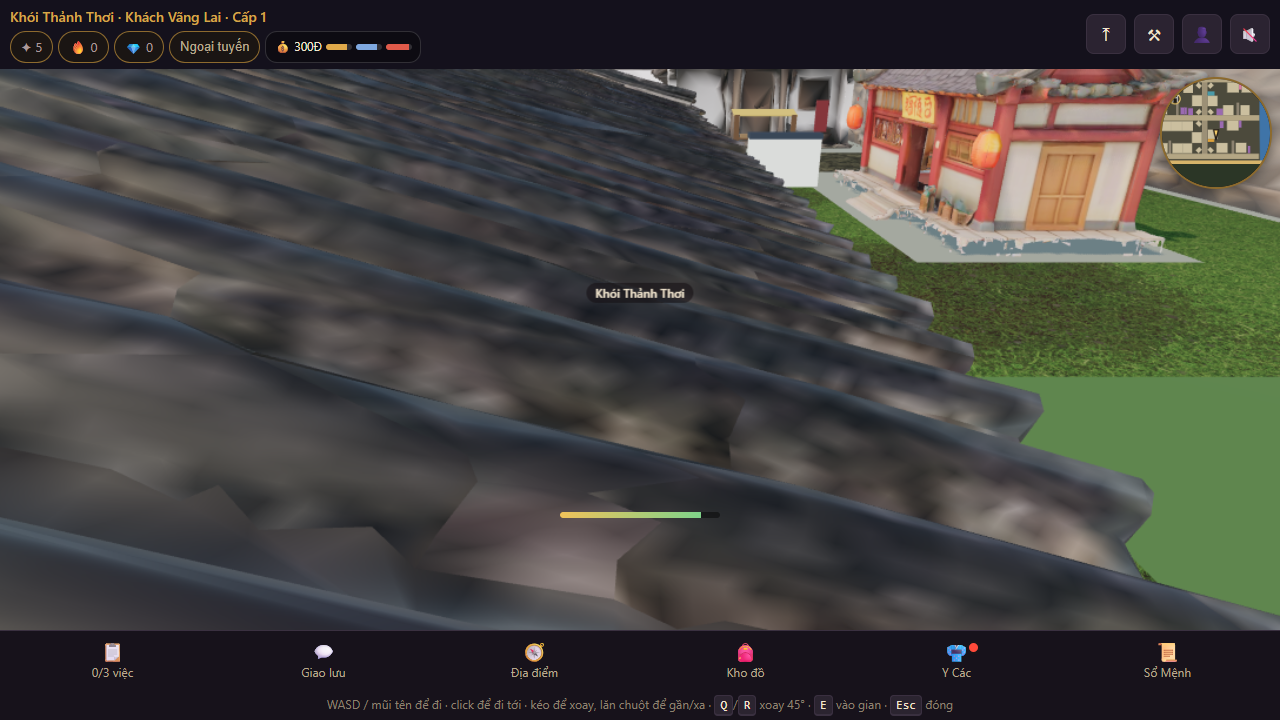 Khói Thảnh Thơi · Khách Vãng Lai · Cấp 1
5
0
0
Ngoại tuyến
300Đ
Khói Thảnh Thơi
0/3 việc
Giao lưu
Địa điểm
Kho đồ
Y Các
Sổ Mệnh
WASD / mũi tên để đi · click để đi tới · kéo để xoay, lăn chuột để gần/xa · Q / R xoay 45° · E vào gian · Esc đóng